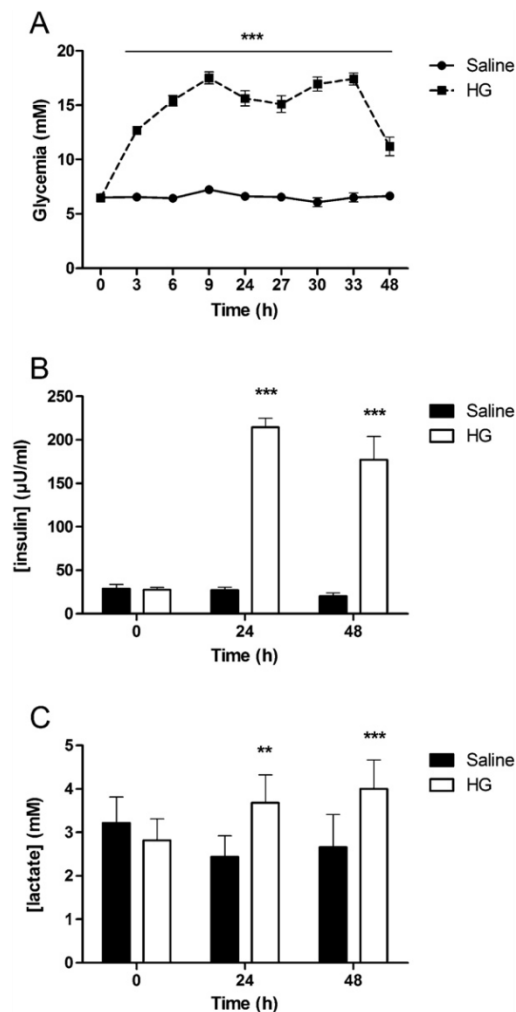 A
***
20
15
10
5
0
Glycemia (mM)
0 3 6 9 24 27 30 33 48
Time (h)
Saline
HG
B
250
200
150
100
50
0
[insulin] (µU/ml)
***
***
0 24 48
Time (h)
Saline
HG
C
5
4
3
2
1
0
[lactate] (mM)
**
***
0 24 48
Time (h)
Saline
HG